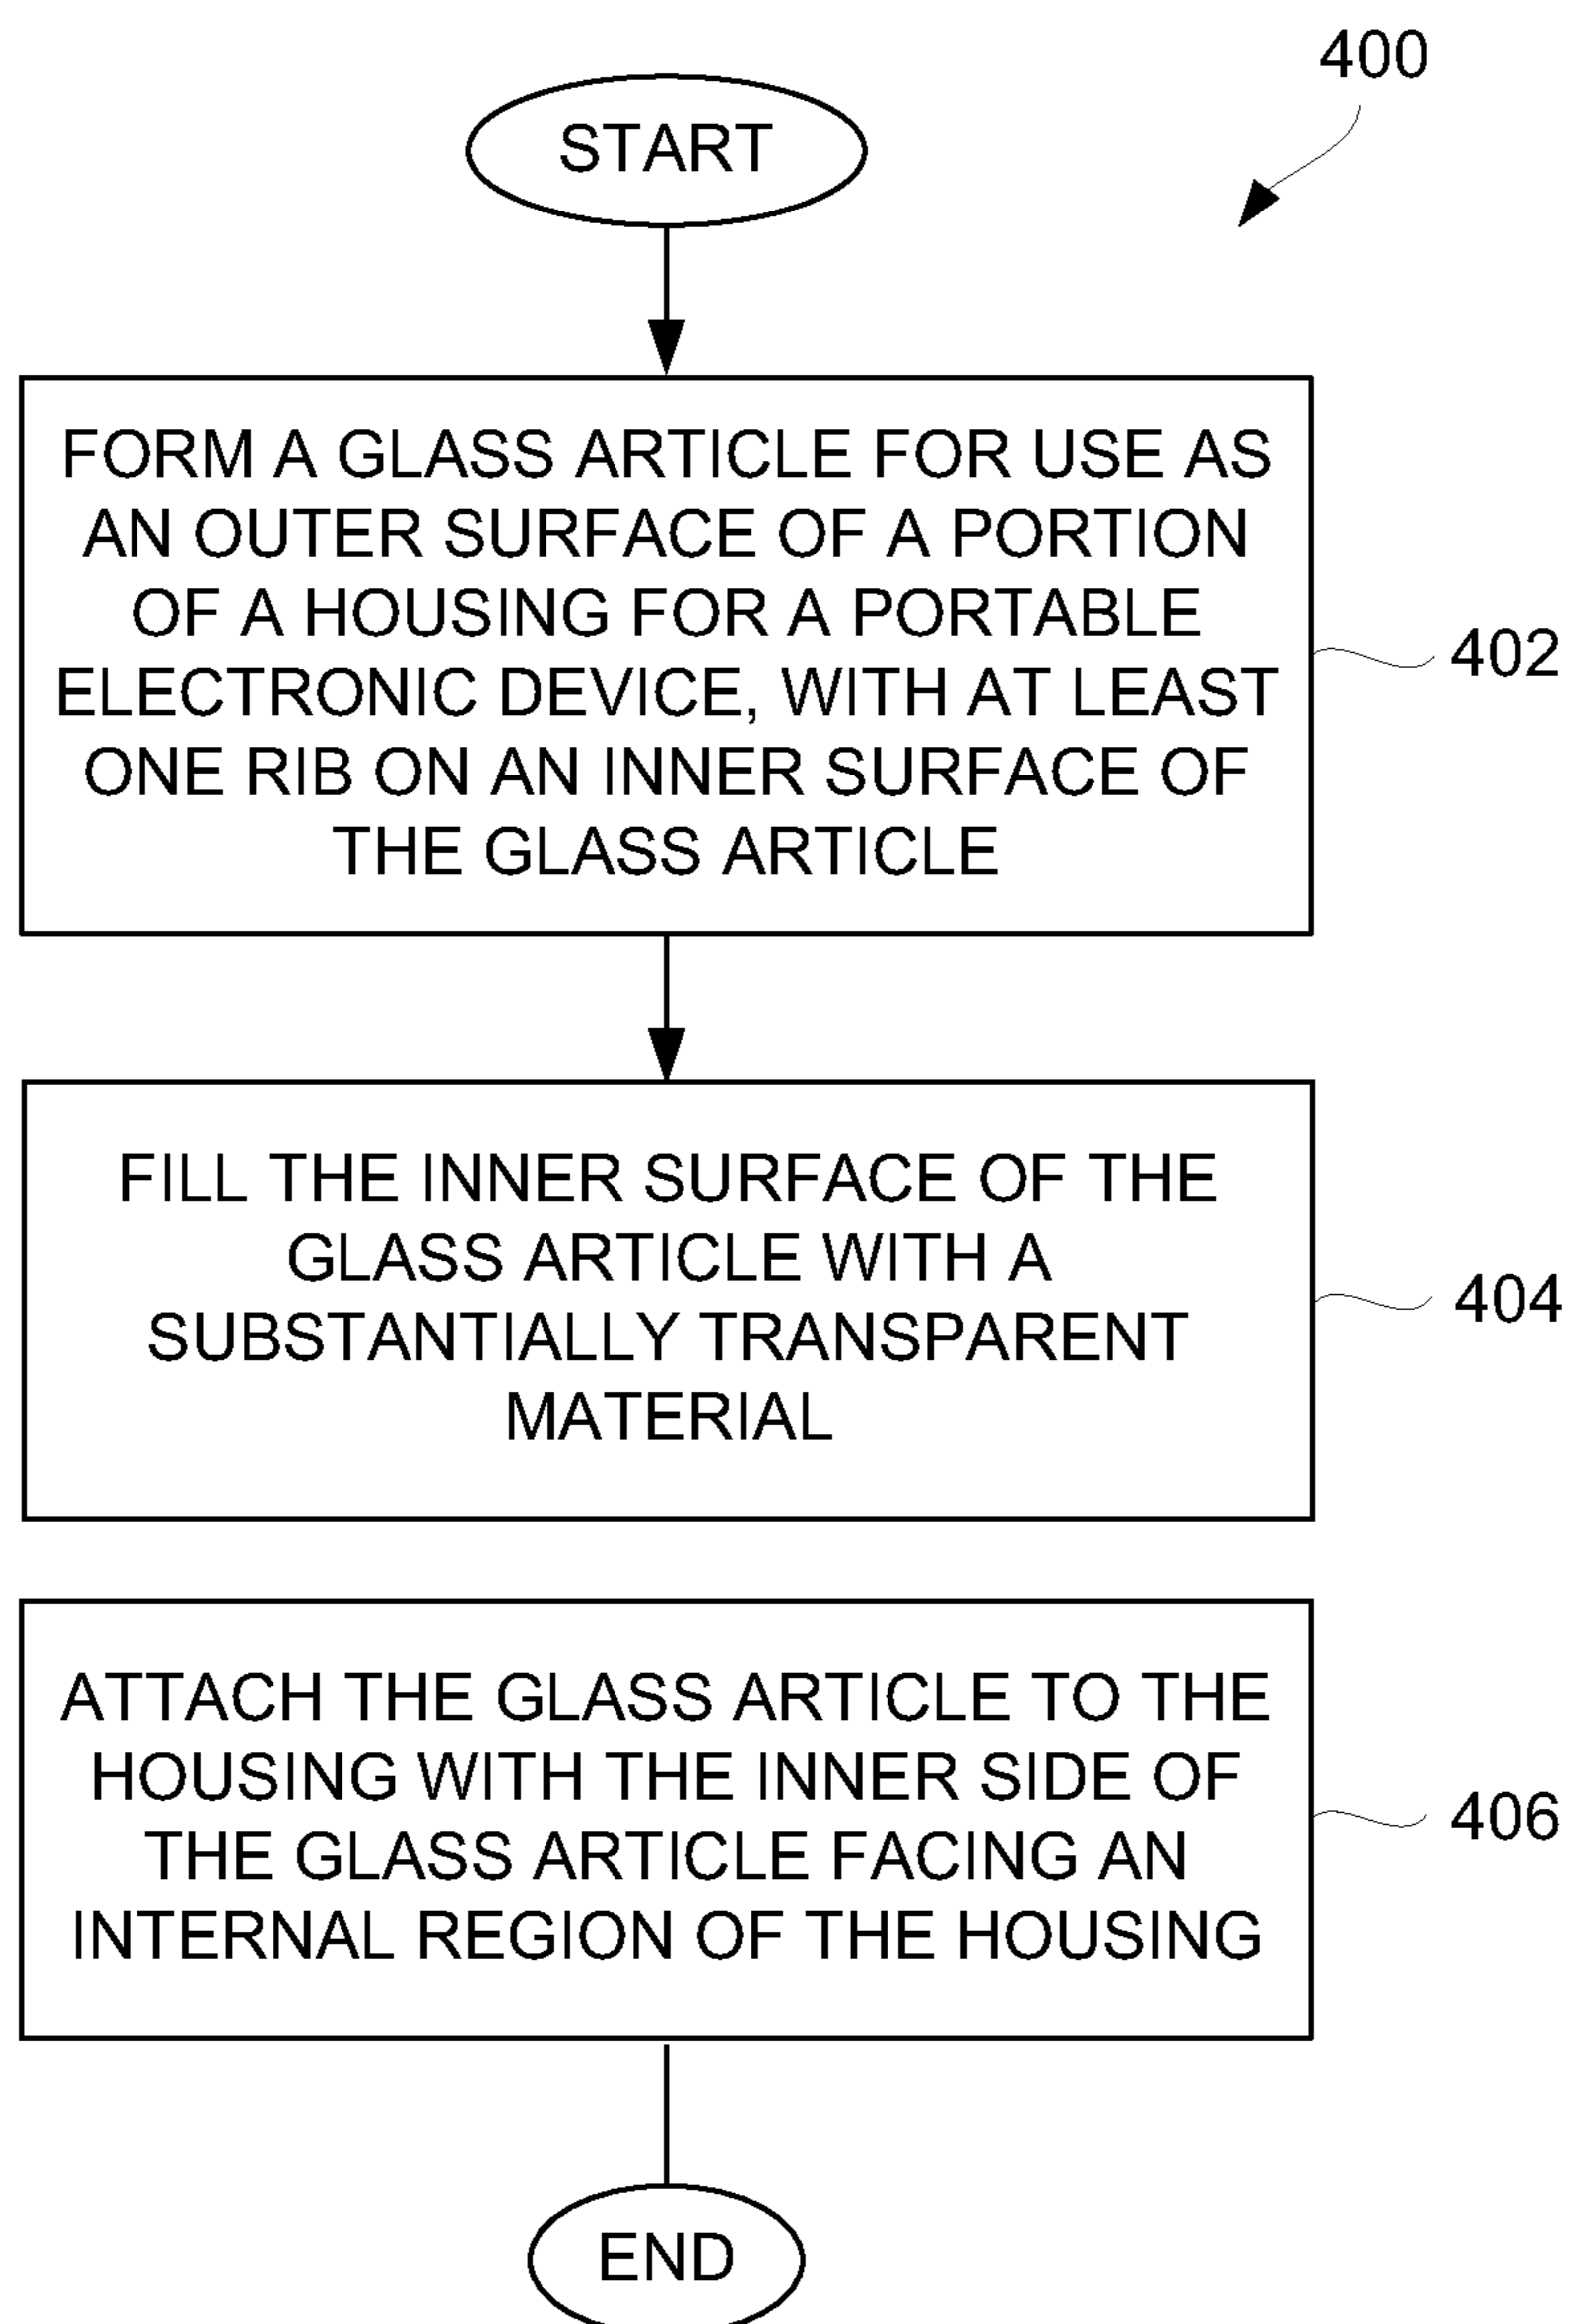 400
START
FORM A GLASS ARTICLE FOR USE AS
AN OUTER SURFACE OF A PORTION
OF A HOUSING FOR A PORTABLE
ELECTRONIC DEVICE, WITH AT LEAST
ONE RIB ON AN INNER SURFACE OF
THE GLASS ARTICLE
402
FILL THE INNER SURFACE OF THE
GLASS ARTICLE WITH A
SUBSTANTIALLY TRANSPARENT
MATERIAL
404
ATTACH THE GLASS ARTICLE TO THE
HOUSING WITH THE INNER SIDE OF
THE GLASS ARTICLE FACING AN
INTERNAL REGION OF THE HOUSING
406
END